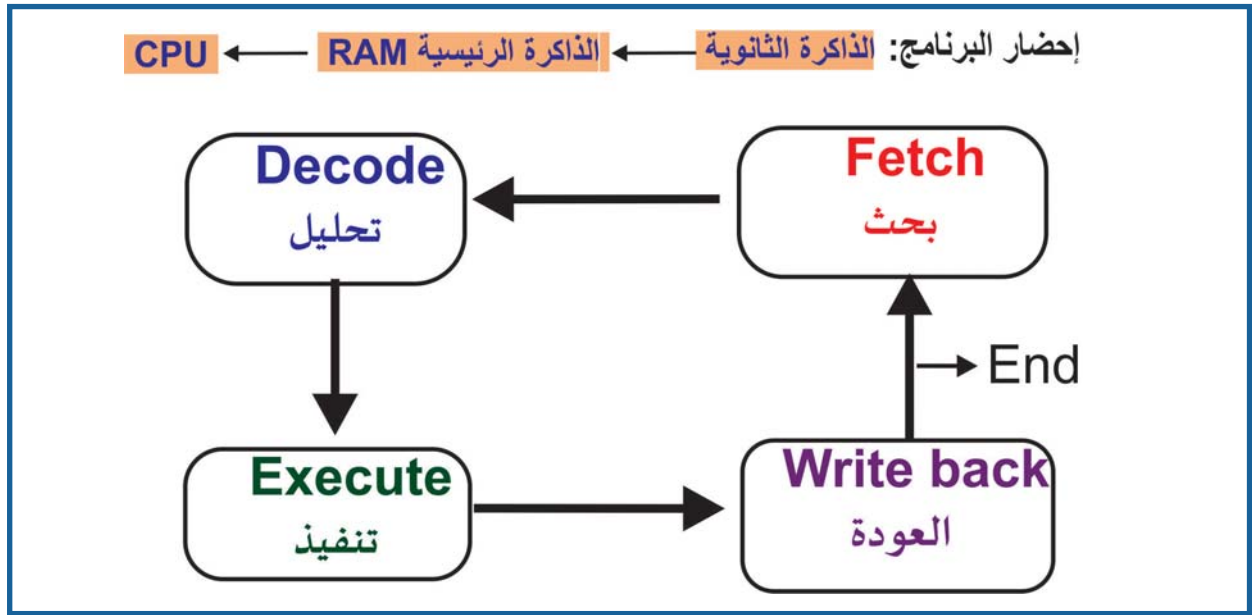 إحضار البرنامج: الذاكرة الثانوية الذاكرة الرئيسية RAM CPU
Fetch
بحث
Decode
تحليل
Execute
تنفيذ
Write back
العودة
End